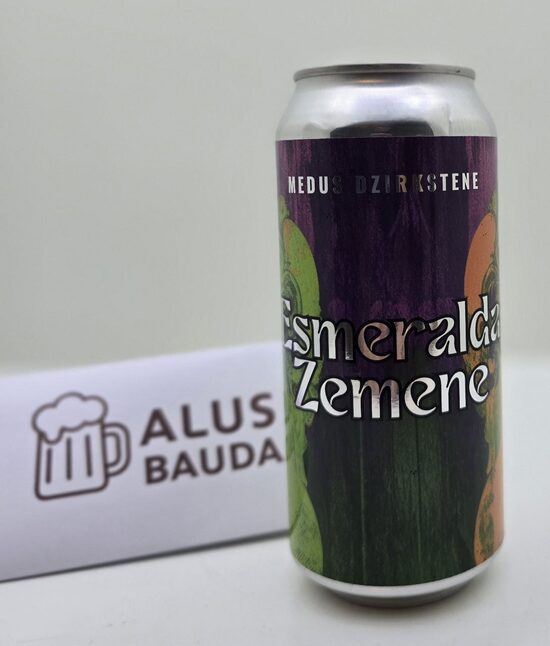 MEDUS DZIRKSTENE
Esmeralda
Zemene
ALUS
BAUDA